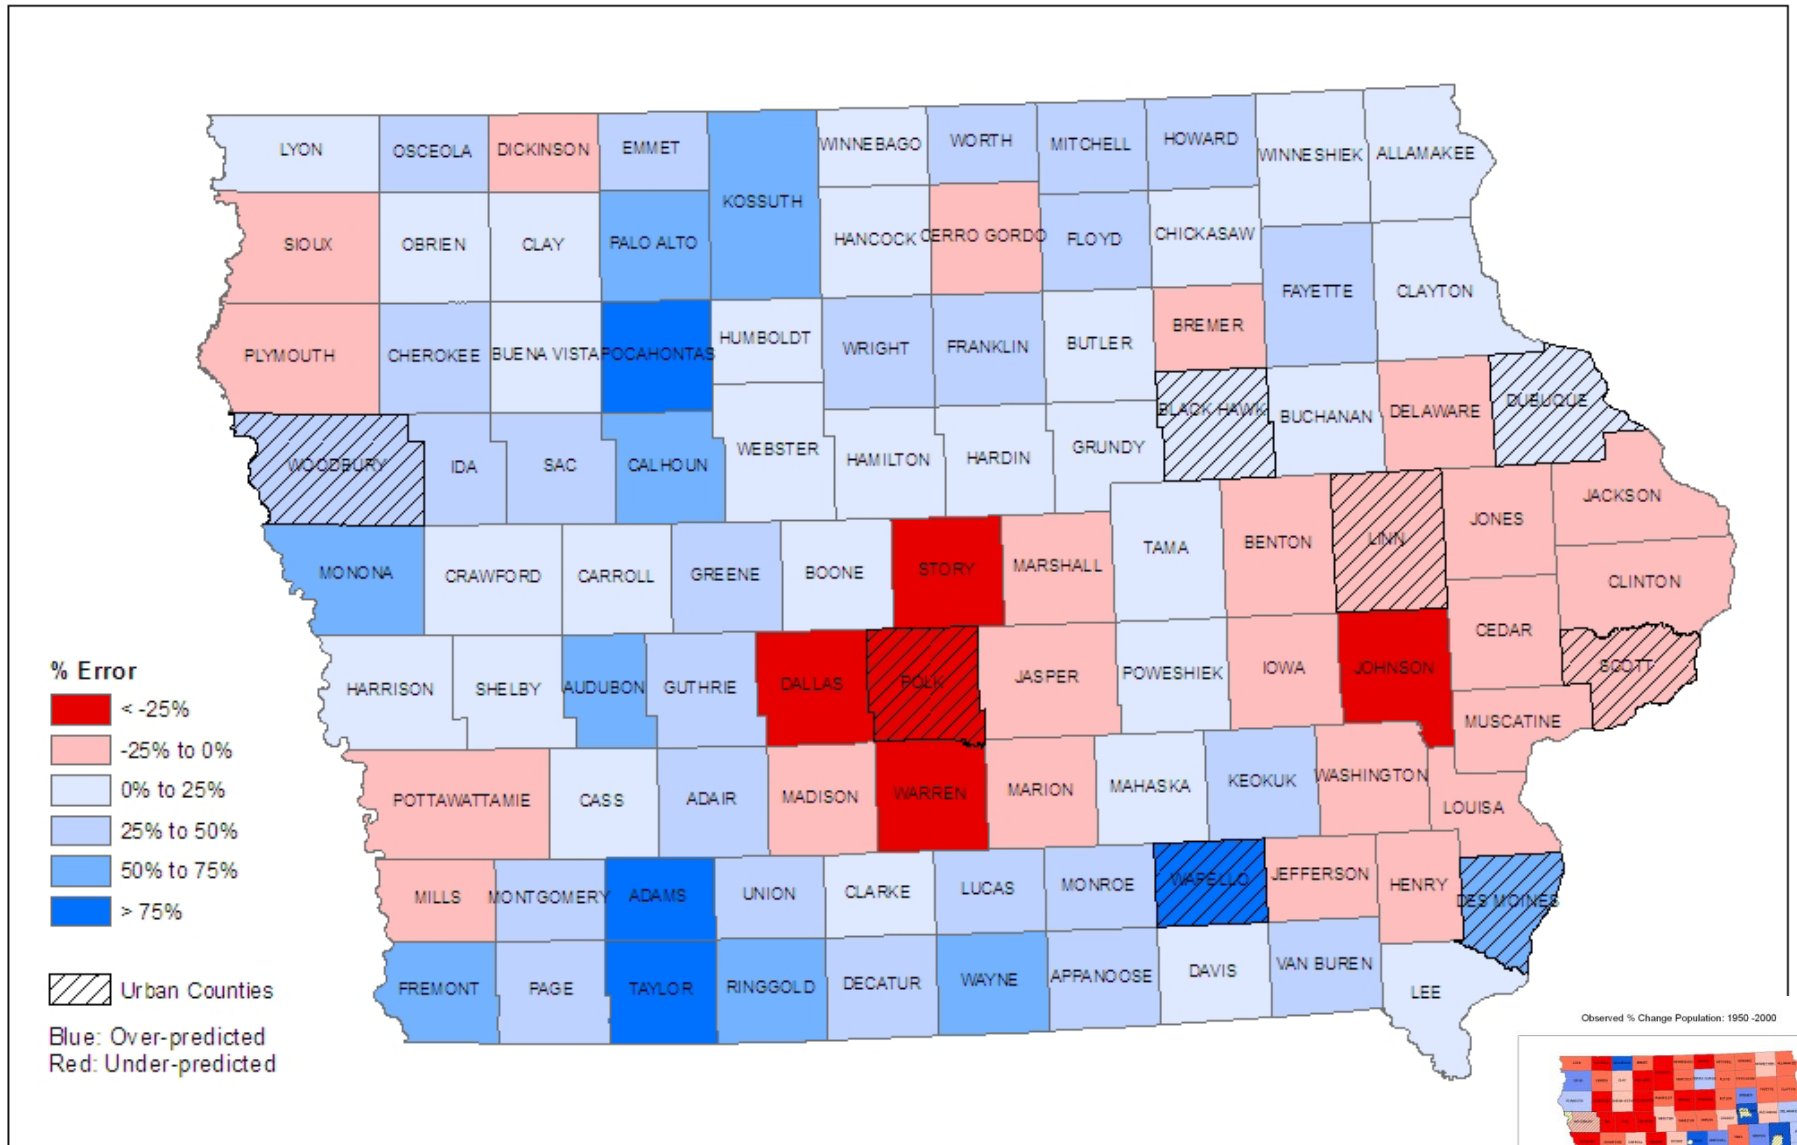 LYON
OSCEOLA
DICKINSON
EMMET
KOSSUTH
WINNEBAGO
WORTH
MITCHELL
HOWARD
WINNESHIEK
ALLAMAKEE
SIOUX
OBRIEN
CLAY
PALO ALTO
HANCOCK
CERRO GORDO
FLOYD
CHICKASAW
FAYETTE
CLAYTON
PLYMOUTH
CHEROKEE
BUENA VISTA
POCAHONTAS
HUMBOLDT
WRIGHT
FRANKLIN
BUTLER
BREMER
BLACK HAWK
BUCHANAN
DELAWARE
DUBUQUE
WOODBURY
IDA
SAC
CALHOUN
WEBSTER
HAMILTON
HARDIN
GRUNDY
JACKSON
MONONA
CRAWFORD
CARROLL
GREENE
BOONE
STORY
MARSHALL
TAMA
BENTON
LINN
JONES
CLINTON
CEDAR
HARRISON
SHELBY
AUDUBON
GUTHRIE
DALLAS
POLK
JASPER
POWESHIEK
IOWA
JOHNSON
SCOTT
MUSCATINE
POTTAWATTAMIE
CASS
ADAIR
MADISON
WARREN
MARION
MAHASKA
KEOKUK
WASHINGTON
LOUISA
MILLS
MONTGOMERY
ADAMS
UNION
CLARKE
LUCAS
MONROE
WAPELLO
JEFFERSON
HENRY
DES MOINES
FREMONT
PAGE
TAYLOR
RINGGOLD
DECATUR
WAYNE
APPANOOSE
DAVIS
VAN BUREN
LEE
% Error
< -25%
-25% to 0%
0% to 25%
25% to 50%
50% to 75%
> 75%
Urban Counties
Blue: Over-predicted
Red: Under-predicted
Observed % Change Population: 1950 -2000